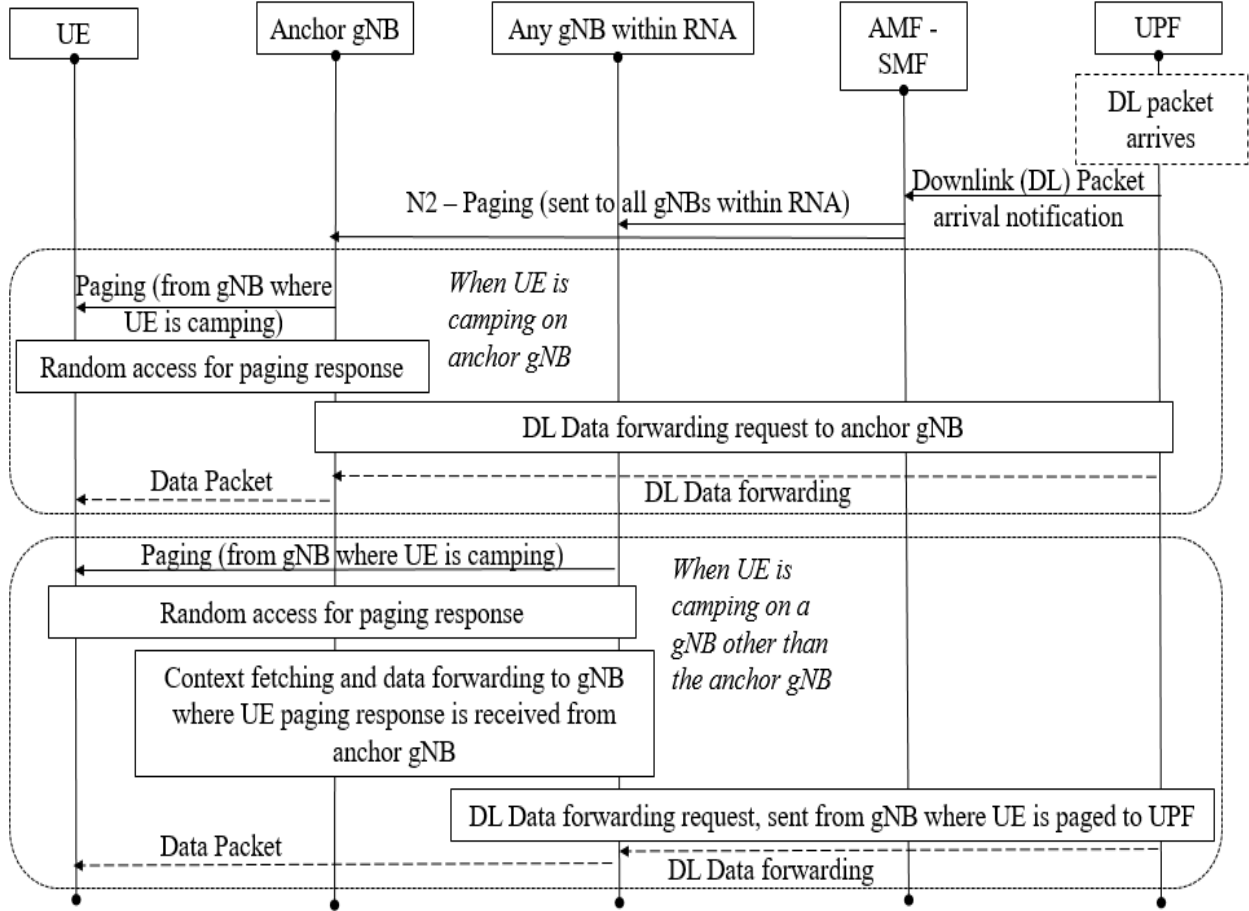 UE
Anchor gNB
Any gNB within RNA
AMF -
SMF
UPF
DL packet
arrives
Downlink (DL) Packet
arrival notification
N2 – Paging (sent to all gNBs within RNA)
Paging (from gNB where
UE is camping)
When UE is
camping on
anchor gNB
Random access for paging response
DL Data forwarding request to anchor gNB
Data Packet
DL Data forwarding
Paging (from gNB where UE is camping)
When UE is
camping on a
gNB other than
the anchor gNB
Random access for paging response
Context fetching and data forwarding to gNB
where UE paging response is received from
anchor gNB
DL Data forwarding request, sent from gNB where UE is paged to UPF
Data Packet
DL Data forwarding